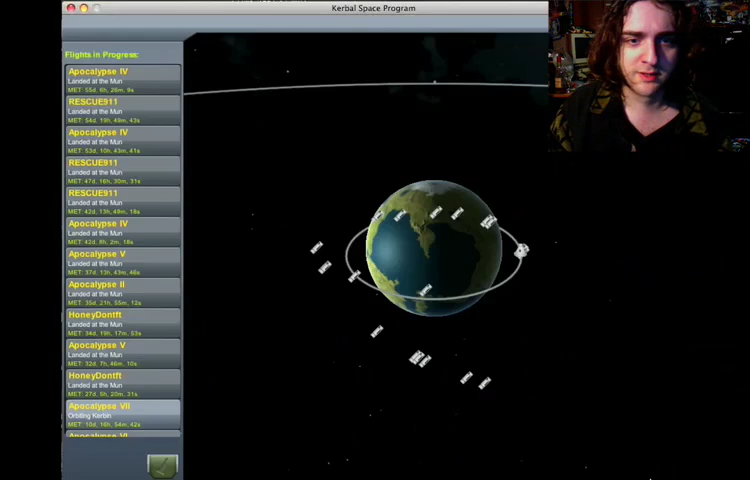 Kerbal Space Program
Flights in Progress:
Apocalypse IV
Landed at the Mun
MET: 55d, 6h, 26m, 9s
RESCUE911
Landed at the Mun
MET: 54d, 19h, 49m, 43s
Apocalypse IV
Landed at the Mun
MET: 53d, 10h, 43m, 41s
RESCUE911
Landed at the Mun
MET: 47d, 16h, 30m, 31s
RESCUE911
Landed at the Mun
MET: 42d, 13h, 49m, 18s
Apocalypse IV
Landed at the Mun
MET: 42d, 8h, 2m, 18s
Apocalypse V
Landed at the Mun
MET: 37d, 13h, 43m, 46s
Apocalypse II
Landed at the Mun
MET: 35d, 21h, 55m, 12s
HoneyDontft
Landed at the Mun
MET: 34d, 19h, 17m, 53s
Apocalypse V
Landed at the Mun
MET: 32d, 7h, 46m, 10s
HoneyDontft
Landed at the Mun
MET: 27d, 5h, 20m, 31s
Apocalypse VII
Orbiting Kerbin
MET: 10d, 16h, 54m, 42s
Apocalypse VI